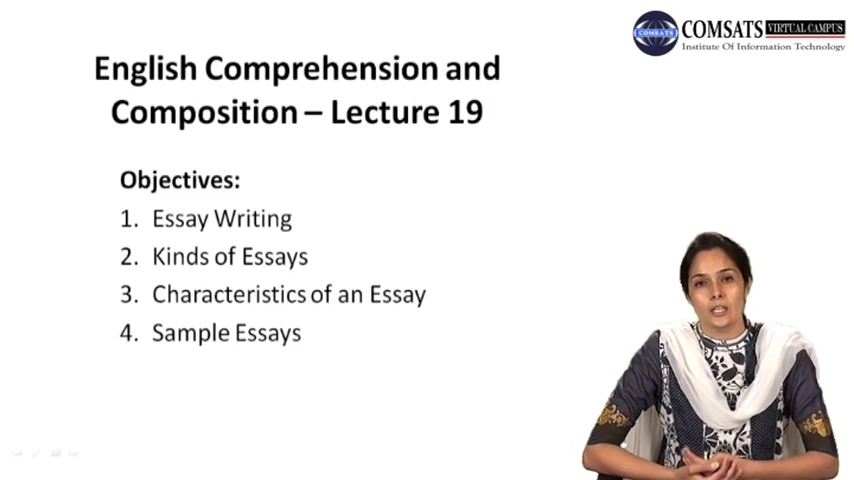 COMSATS VIRTUAL CAMPUS
COMSATS
Institute Of Information Technology
English Comprehension and
Composition – Lecture 19
Objectives:
1. Essay Writing
2. Kinds of Essays
3. Characteristics of an Essay
4. Sample Essays